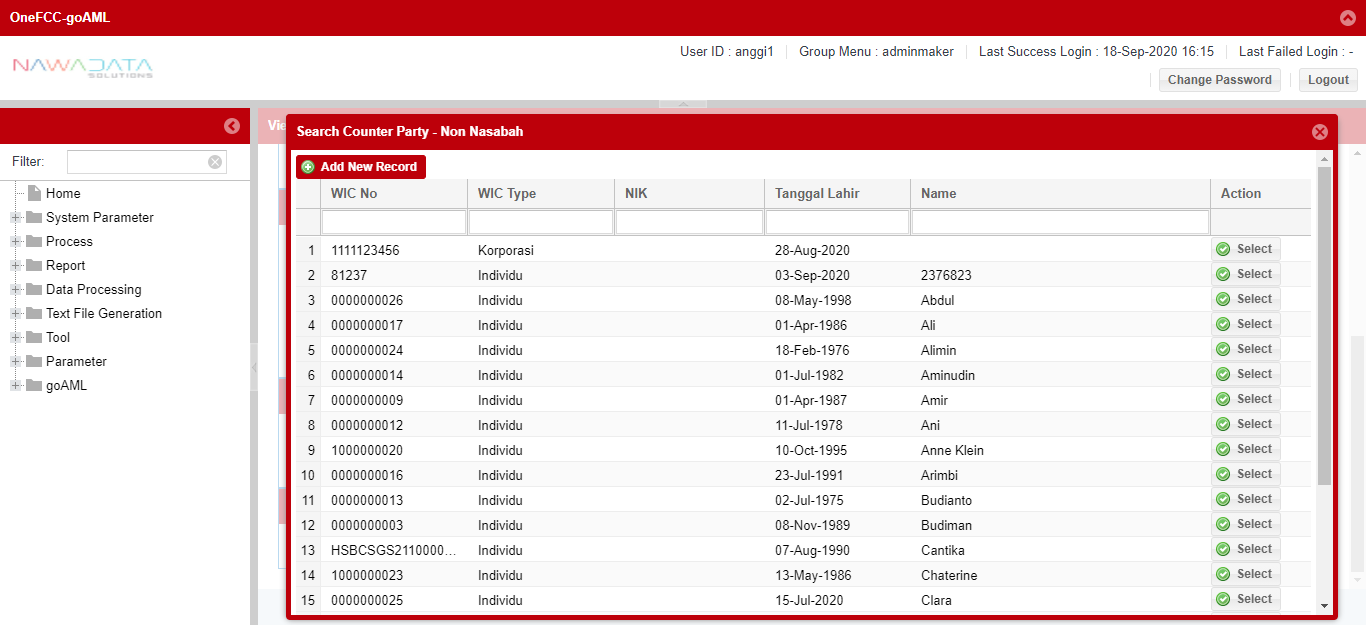 OneFCC-goAML
NAWADATA
SOLUTIONS
User ID : anggi1 Group Menu : adminmaker Last Success Login : 18-Sep-2020 16:15 Last Failed Login : -
Change Password Logout
Filter:
Home
System Parameter
Process
Report
Data Processing
Text File Generation
Tool
Parameter
goAML
Search Counter Party - Non Nasabah
Add New Record
WIC No WIC Type NIK Tanggal Lahir Name Action
1 1111123456 Korporasi 28-Aug-2020 Select
2 81237 Individu 03-Sep-2020 2376823 Select
3 0000000026 Individu 08-May-1998 Abdul Select
4 0000000017 Individu 01-Apr-1986 Ali Select
5 0000000024 Individu 18-Feb-1976 Alimin Select
6 0000000014 Individu 01-Jul-1982 Aminudin Select
7 0000000009 Individu 01-Apr-1987 Amir Select
8 0000000012 Individu 11-Jul-1978 Ani Select
9 1000000020 Individu 10-Oct-1995 Anne Klein Select
10 0000000016 Individu 23-Jul-1991 Arimbi Select
11 0000000013 Individu 02-Jul-1975 Budianto Select
12 0000000003 Individu 08-Nov-1989 Budiman Select
13 HSBCSGS2110000... Individu 07-Aug-1990 Cantika Select
14 1000000023 Individu 13-May-1986 Chaterine Select
15 0000000025 Individu 15-Jul-2020 Clara Select